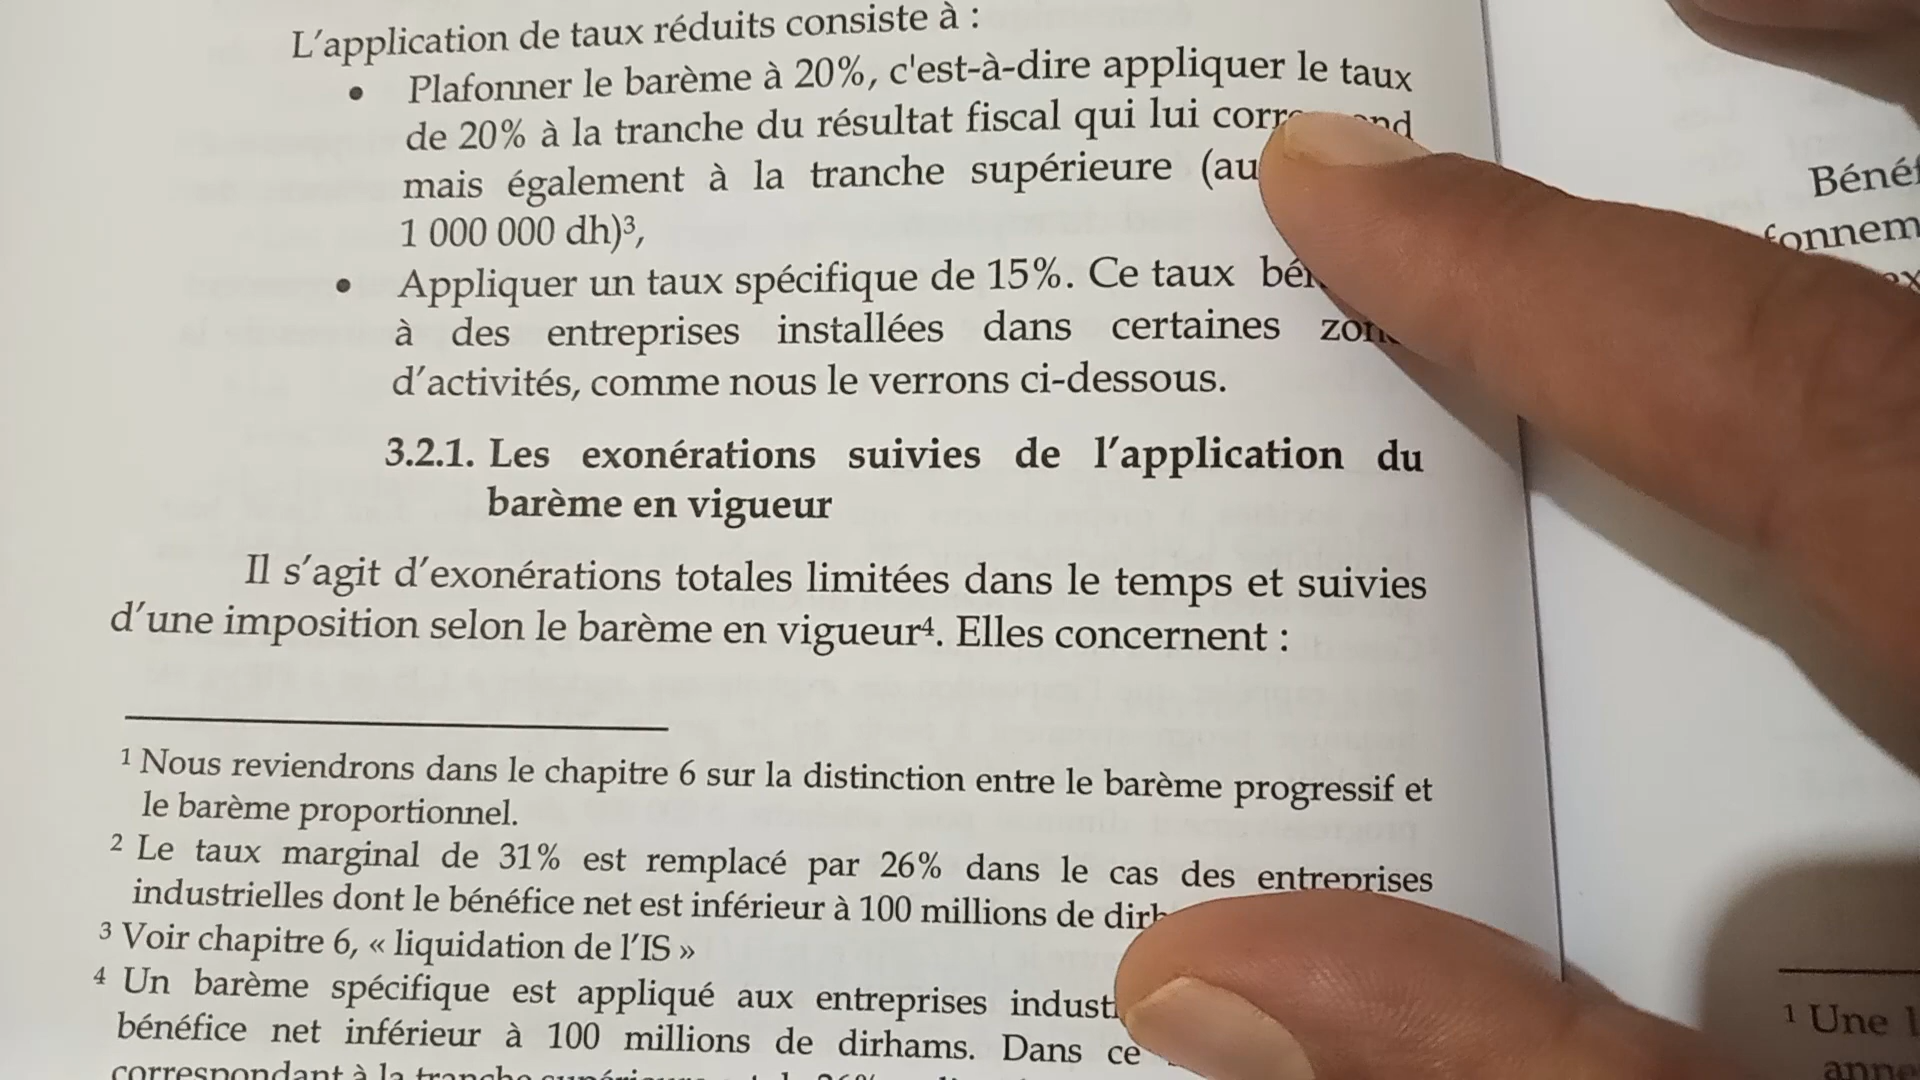 L'application de taux réduits consiste à :
• Plafonner le barème à 20%, c'est-à-dire appliquer le taux
de 20% à la tranche du résultat fiscal qui lui
mais également à la tranche supérieure (au
1 000 000 dh)³,
• Appliquer un taux spécifique de 15%. Ce taux
à des entreprises installées dans certaines
d'activités, comme nous le verrons ci-dessous.
3.2.1. Les exonérations suivies de l'application du
barème en vigueur
Il s'agit d'exonérations totales limitées dans le temps et suivies
d'une imposition selon le barème en vigueur⁴. Elles concernent :
¹ Nous reviendrons dans le chapitre 6 sur la distinction entre le barème progressif et
le barème proportionnel.
² Le taux marginal de 31% est remplacé par 26% dans le cas des entreprises
industrielles dont le bénéfice net est inférieur à 100 millions de
³ Voir chapitre 6, « liquidation de l'IS »
⁴ Un barème spécifique est appliqué aux entreprises
bénéfice net inférieur à 100 millions de dirhams. Dans ce
correspondant à la tranche
¹ Une